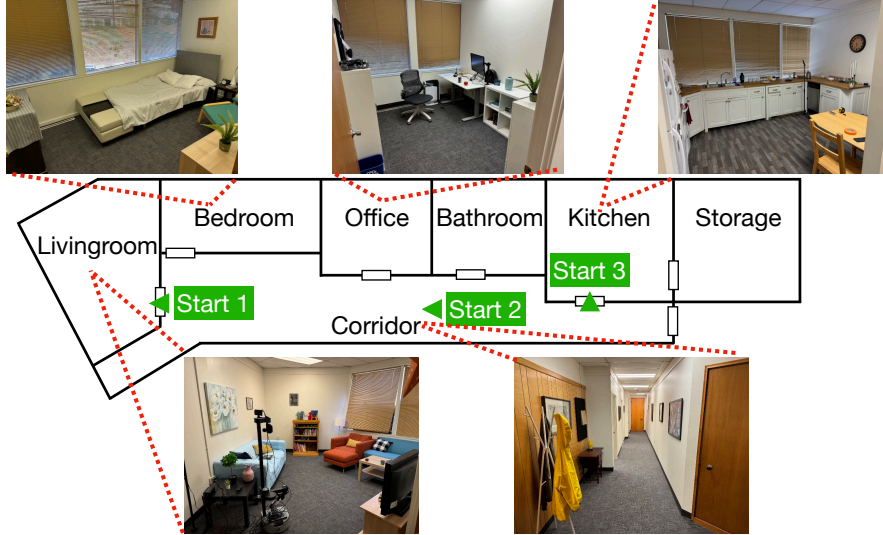 Bedroom
Office
Bathroom
Kitchen
Storage
Livingroom
Start 3
Start 1
Start 2
Corridor